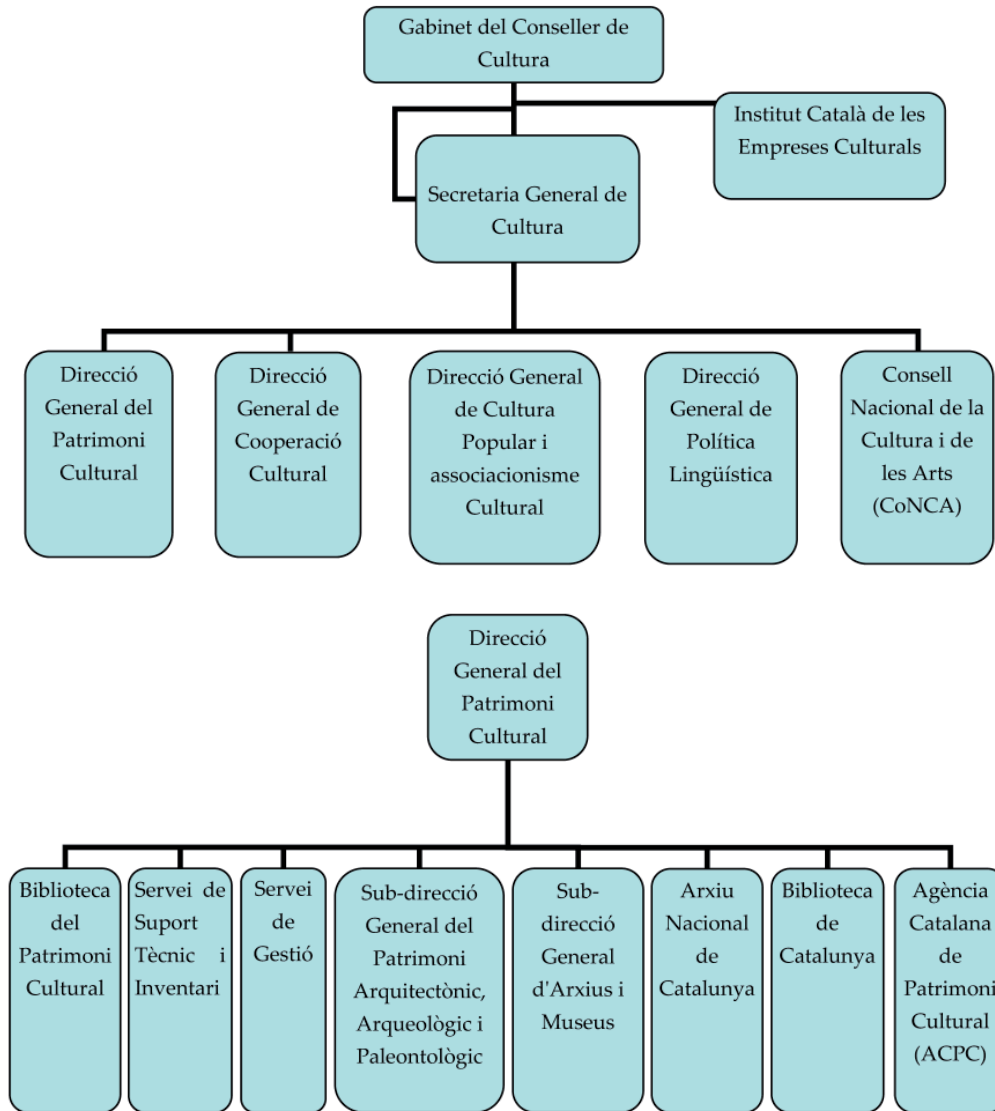 Gabinet del Conseller de
Cultura
Institut Català de les
Empreses Culturals
Secretaria General de
Cultura
Direcció
General del
Patrimoni
Cultural
Direcció
General de
Cooperació
Cultural
Direcció General
de Cultura
Popular i
associacionisme
Cultural
Direcció
General de
Política
Lingüística
Consell
Nacional de la
Cultura i de
les Arts
(CoNCA)
Direcció
General del
Patrimoni
Cultural
Biblioteca
del
Patrimoni
Cultural
Servei de
Suport
Tècnic i
Inventari
Servei
de
Gestió
Sub-direcció
General del
Patrimoni
Arquitectònic,
Arqueològic i
Paleontològic
Sub-
direcció
General
d'Arxius i
Museus
Arxiu
Nacional
de
Catalunya
Biblioteca
de
Catalunya
Agència
Catalana
de
Patrimoni
Cultural
(ACPC)